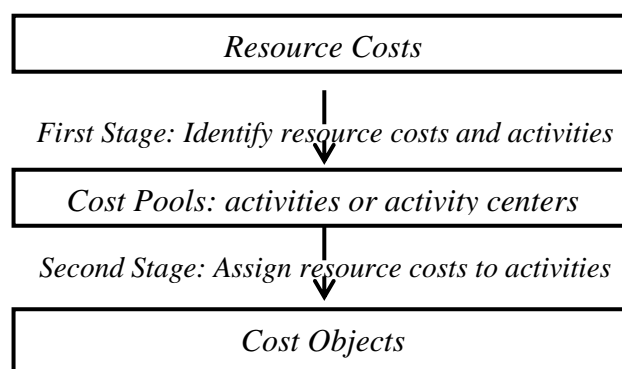 Resource Costs
First Stage: Identify resource costs and activities
Cost Pools: activities or activity centers
Second Stage: Assign resource costs to activities
Cost Objects